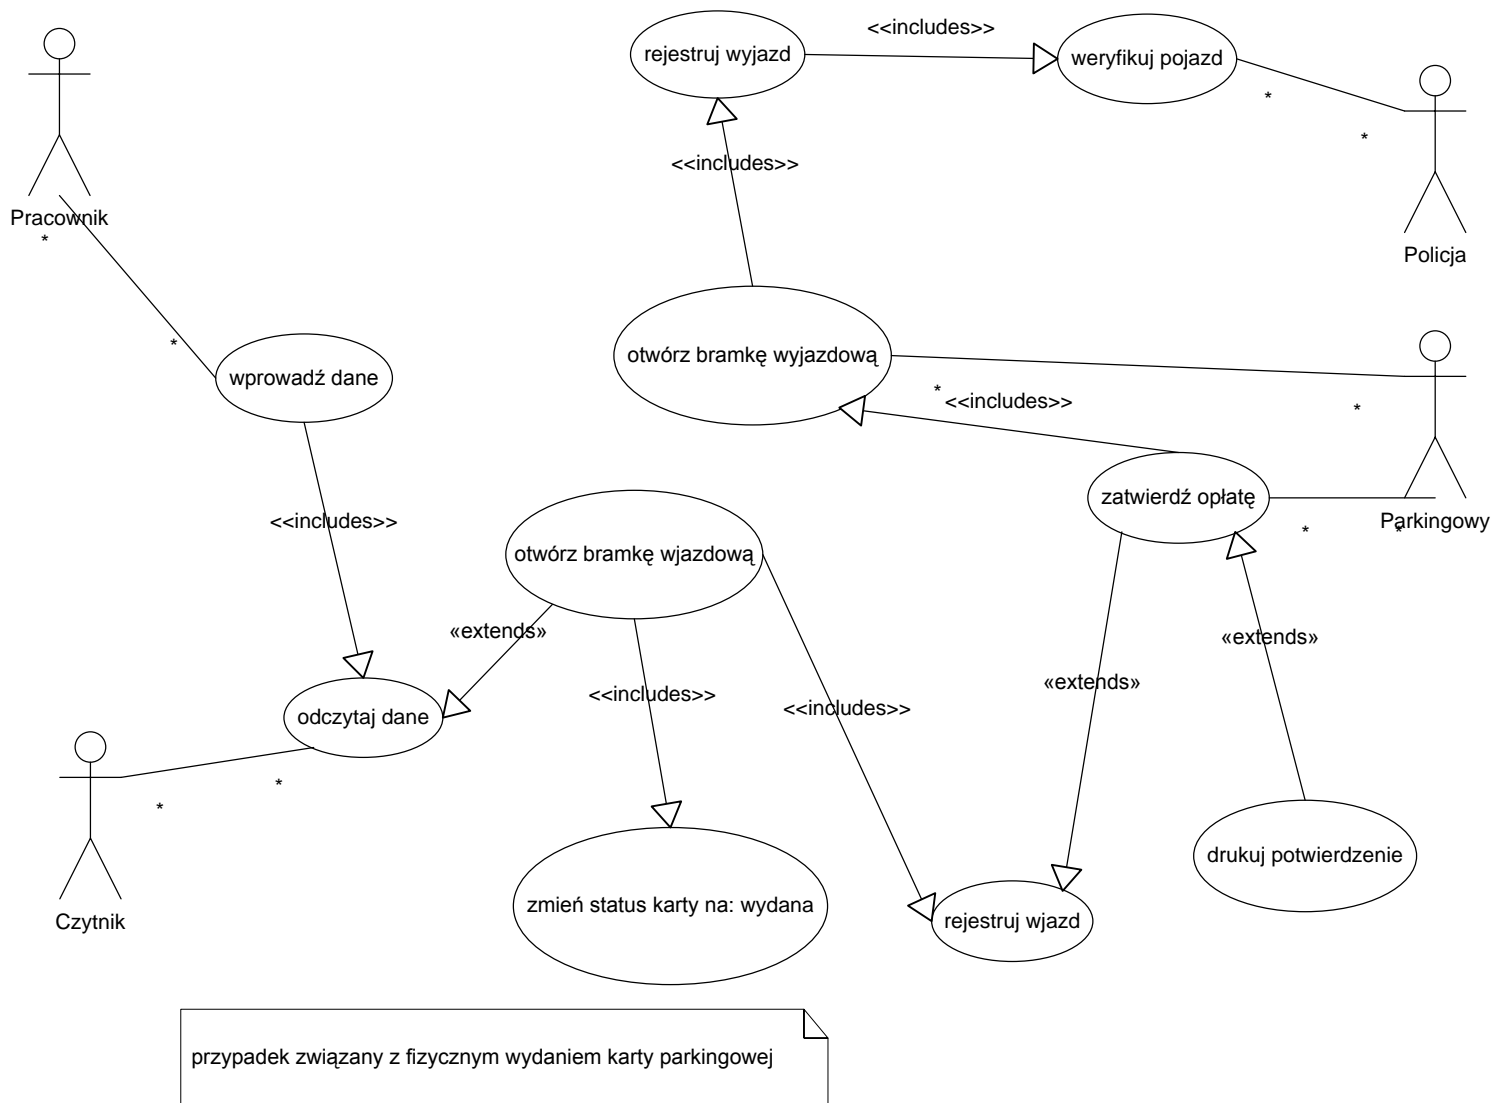 <<includes>>
rejestruj wyjazd
weryfikuj pojazd
*
*
<<includes>>
Pracownik
*
Policja
*
otwórz bramkę wyjazdową
wprowadź dane
*
<<includes>>
*
zatwierdź opłatę
Parkingowy
<<includes>>
*
*
otwórz bramkę wjazdową
«extends»
«extends»
«extends»
<<includes>>
<<includes>>
odczytaj dane
*
*
drukuj potwierdzenie
zmień status karty na: wydana
Czytnik
rejestruj wjazd
przypadek związany z fizycznym wydaniem karty parkingowej